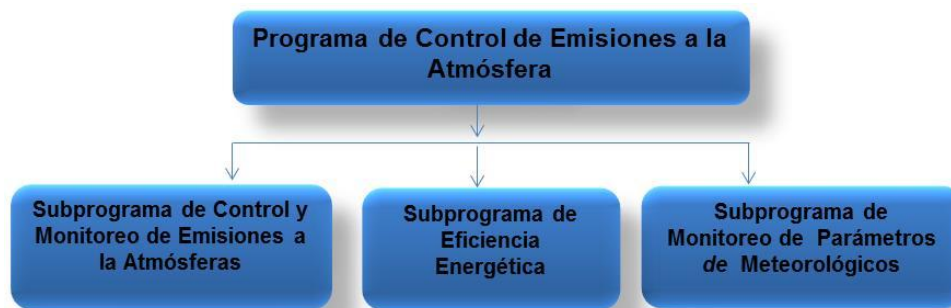 Programa de Control de Emisiones a la
Atmósfera
Subprograma de Control y
Monitoreo de Emisiones a
la Atmósferas
Subprograma de
Eficiencia
Energética
Subprograma de
Monitoreo de Parámetros
de Meteorológicos